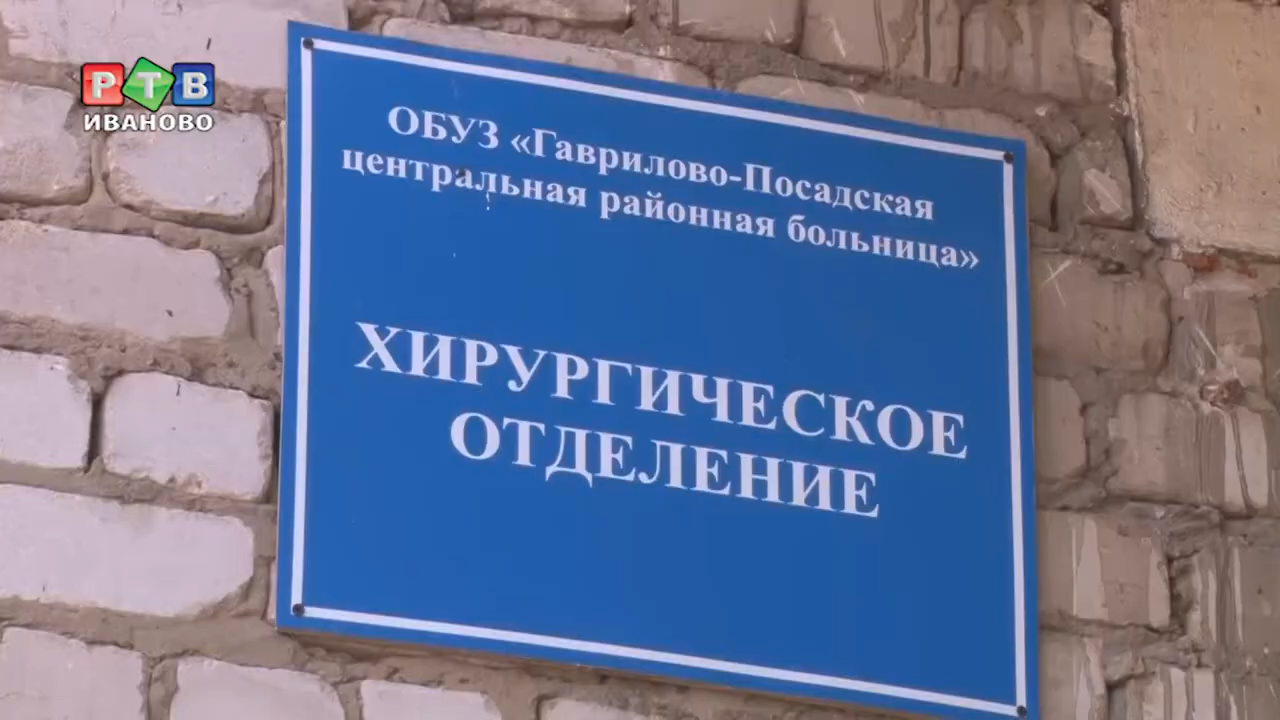 РТВ
ИВАНОВО
ОБУЗ «Гаврилово-Посадская
центральная районная больница»
ХИРУРГИЧЕСКОЕ
ОТДЕЛЕНИЕ